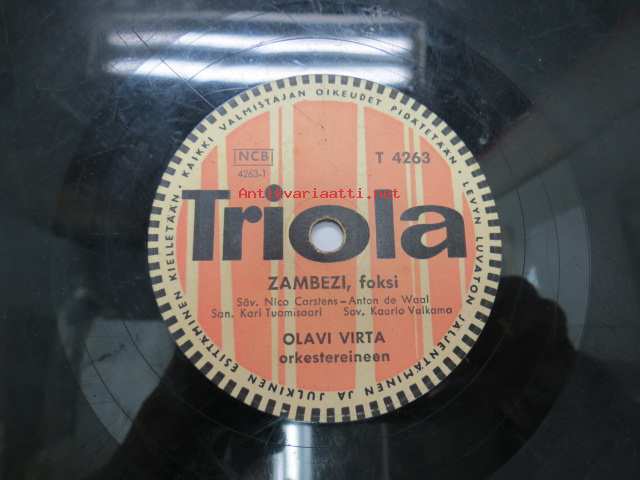 KAIKKI VALMISTAJAN OIKEUDET PIDÄTETÄÄN · LEVYN LUVATON JÄLJENTÄMINEN JA JULKINEN ESITTÄMINEN KIELLETÄÄN ·
NCB
T 4263
4263-1
Antikvariaatti.net
Triola
ZAMBEZI, foksi
Säv. Nico Carstens – Anton de Waal
San. Kari Tuomisaari Sov. Kaarlo Valkama
OLAVI VIRTA
orkestereineen